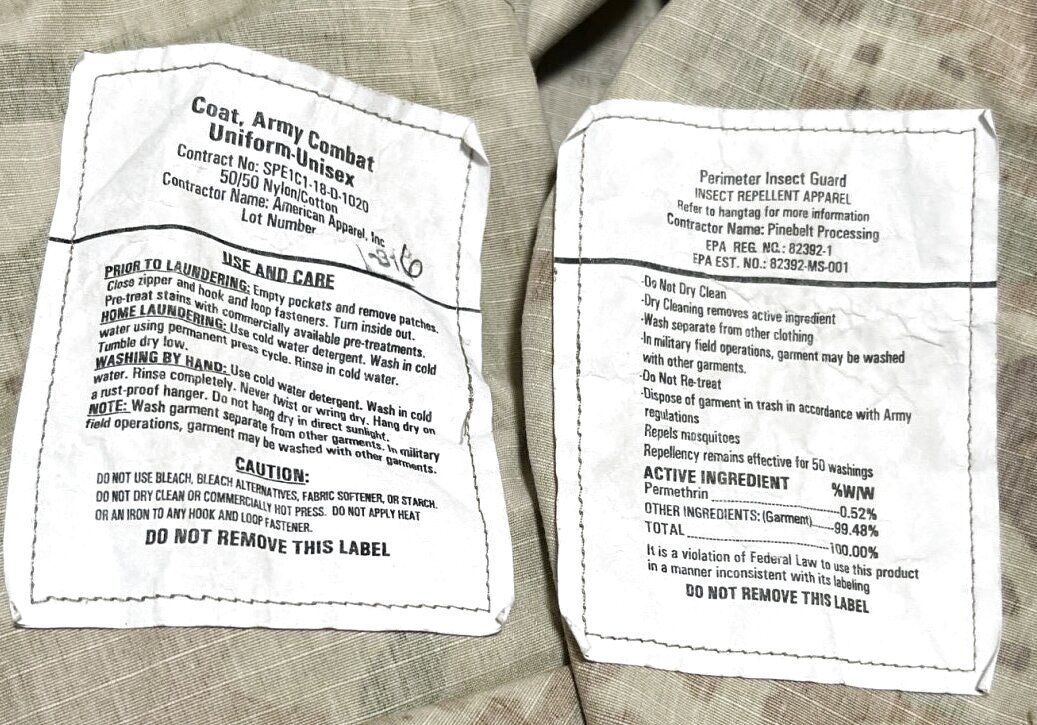 Coat, Army Combat
Uniform-Unisex
Contract No: SPE1C1-18-D-1020
50/50 Nylon/Cotton
Contractor Name: American Apparel, Inc
Lot Number
USE AND CARE
PRIOR TO LAUNDERING: Empty pockets and remove patches.
Close zipper and hook and loop fasteners. Turn inside out.
Pre-treat stains with commercially available pre-treatments.
HOME LAUNDERING: Use cold water detergent. Wash in cold
water using permanent press cycle. Rinse in cold water.
Tumble dry low.
WASHING BY HAND: Use cold water detergent. Wash in cold
water. Rinse completely. Never twist or wring dry. Hang dry on
a rust-proof hanger. Do not hang dry in direct sunlight.
NOTE: Wash garment separate from other garments. In military
field operations, garment may be washed with other garments.
CAUTION:
DO NOT USE BLEACH, BLEACH ALTERNATIVES, FABRIC SOFTENER, OR STARCH.
DO NOT DRY CLEAN OR COMMERCIALLY HOT PRESS. DO NOT APPLY HEAT
OR AN IRON TO ANY HOOK AND LOOP FASTENER.
DO NOT REMOVE THIS LABEL
Perimeter Insect Guard
INSECT REPELLENT APPAREL
Refer to hangtag for more information
Contractor Name: Pinebelt Processing
EPA REG. NO.: 82392-1
EPA EST. NO.: 82392-MS-001
·Do Not Dry Clean
·Dry Cleaning removes active ingredient
·Wash separate from other clothing
·In military field operations, garment may be washed
with other garments.
·Do Not Re-treat
·Dispose of garment in trash in accordance with Army
regulations
Repels mosquitoes
Repellency remains effective for 50 washings
ACTIVE INGREDIENT %W/W
Permethrin 0.52%
OTHER INGREDIENTS: (Garment) 99.48%
TOTAL 100.00%
It is a violation of Federal Law to use this product
in a manner inconsistent with its labeling
DO NOT REMOVE THIS LABEL